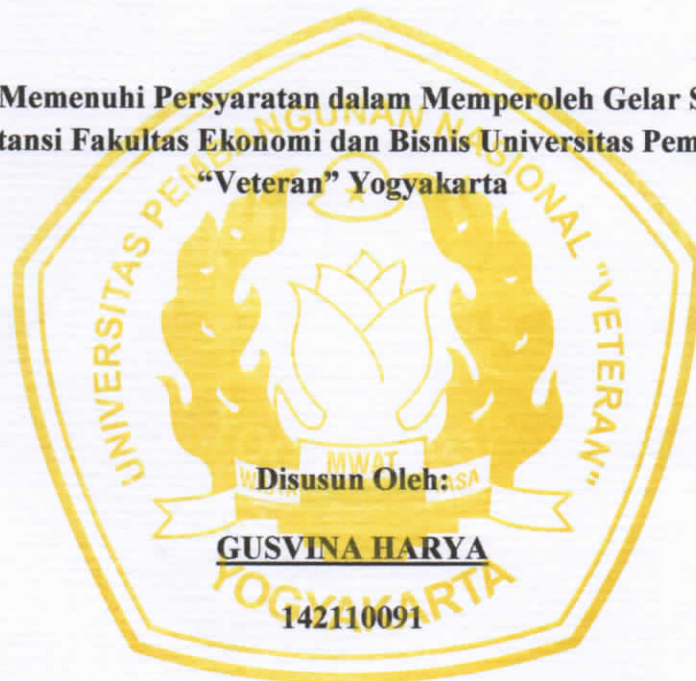 Memenuhi Persyaratan dalam Memperoleh Gelar
tansi Fakultas Ekonomi dan Bisnis Universitas Pem
“Veteran” Yogyakarta
UNIVERSITAS PEMBANGUNAN NASIONAL "VETERAN"
MWAT
Disusun Oleh:
GUSVINA HARYA
YOGYAKARTA
142110091